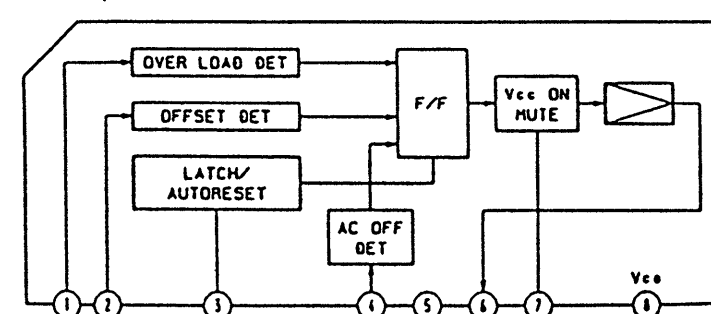 OVER LOAD DET
OFFSET DET
LATCH/
AUTORESET
F/F
Vcc ON
MUTE
AC OFF
DET
Vcc
1 2 3 4 5 6 7 8